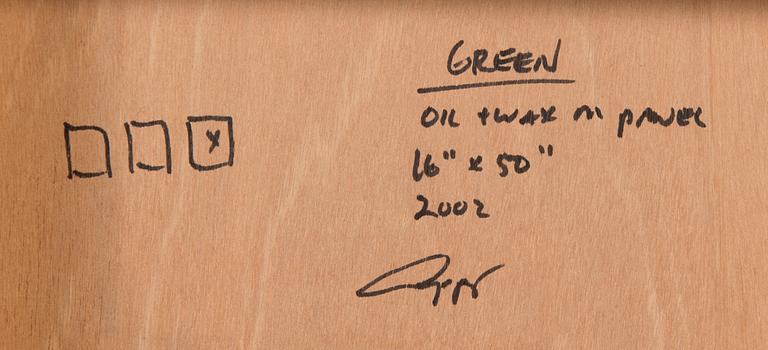 GREEN
OIL + WAX ON PANEL
16" x 50"
2002
x